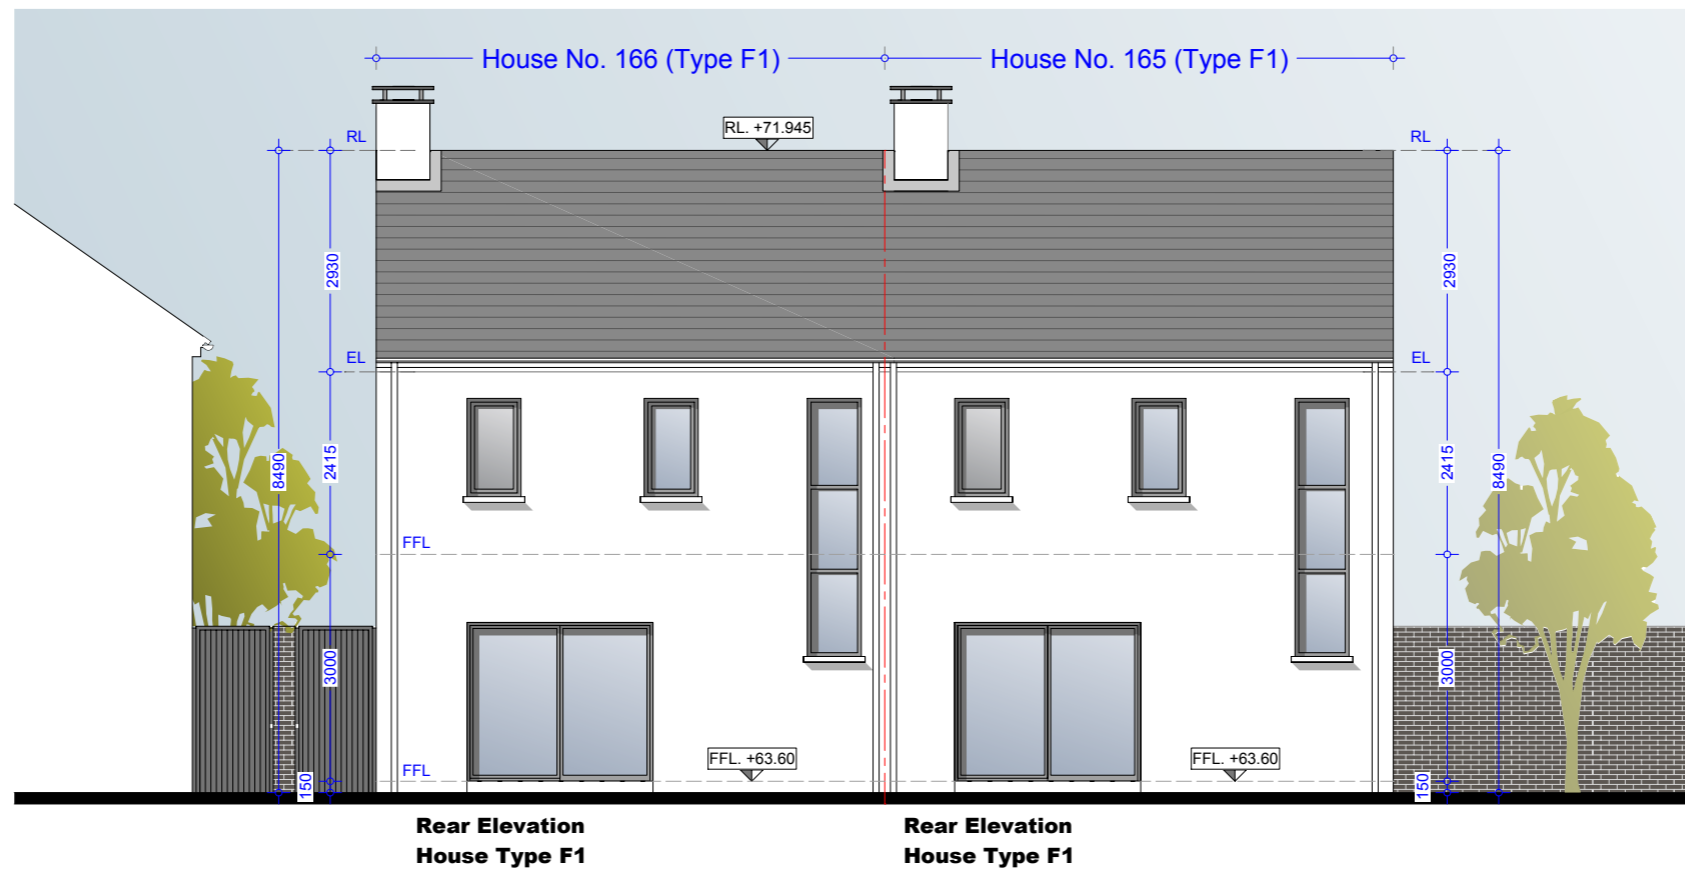 House No. 166 (Type F1)
House No. 165 (Type F1)
RL. +71.945
RL
RL
2930
2930
EL
EL
8490
2415
2415
8490
FFL
3000
3000
FFL. +63.60
FFL. +63.60
FFL
150
150
Rear Elevation
House Type F1
Rear Elevation
House Type F1